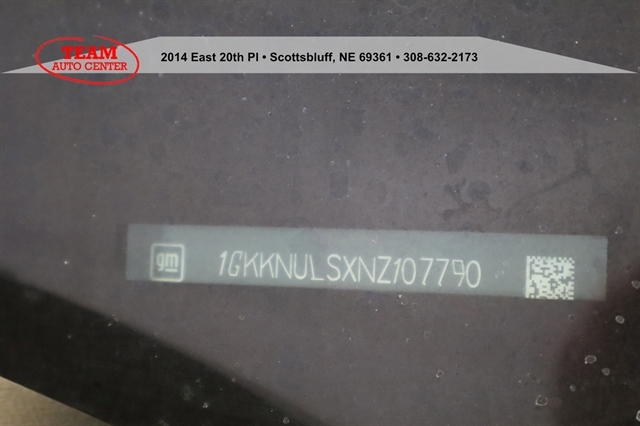 TEAM
AUTO CENTER
2014 East 20th Pl • Scottsbluff, NE 69361 • 308-632-2173
gm
1GKKNULSXNZ107790